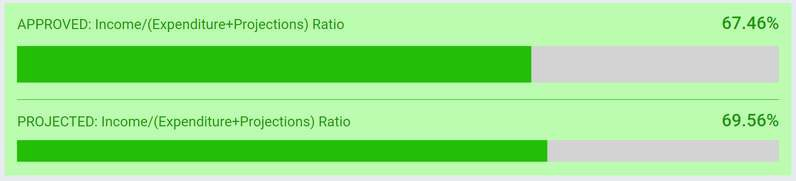 APPROVED: Income/(Expenditure+Projections) Ratio 67.46%
PROJECTED: Income/(Expenditure+Projections) Ratio 69.56%